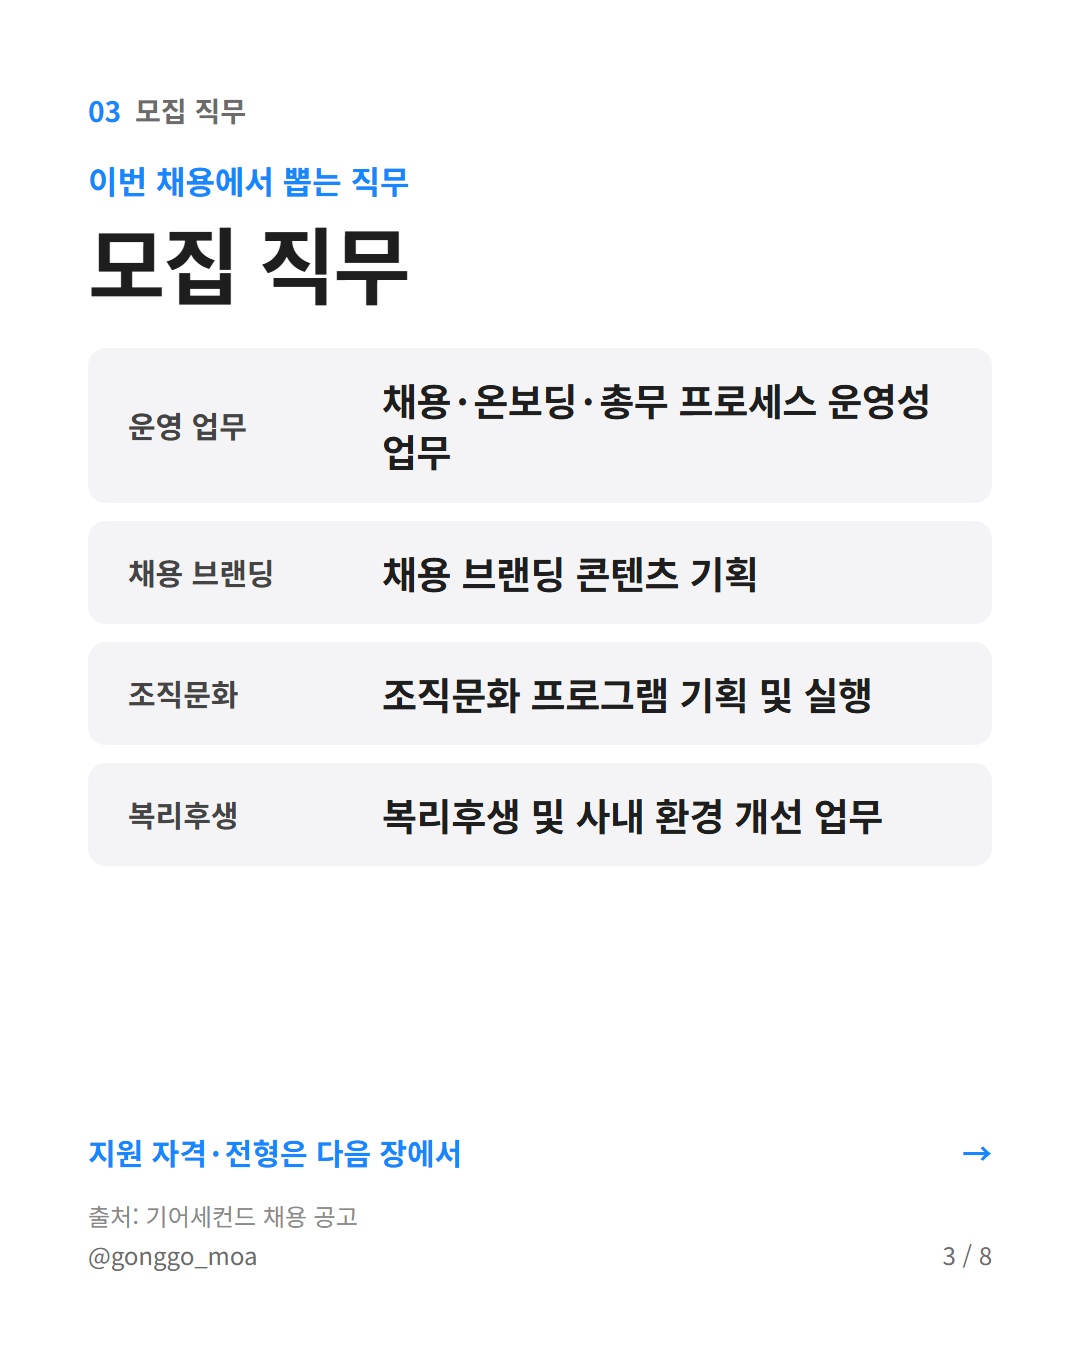 03 모집 직무
이번 채용에서 뽑는 직무
모집 직무
운영 업무
채용·온보딩·총무 프로세스 운영성
업무
채용 브랜딩
채용 브랜딩 콘텐츠 기획
조직문화
조직문화 프로그램 기획 및 실행
복리후생
복리후생 및 사내 환경 개선 업무
지원 자격·전형은 다음 장에서 →
출처: 기어세컨드 채용 공고
@gonggo_moa
3 / 8